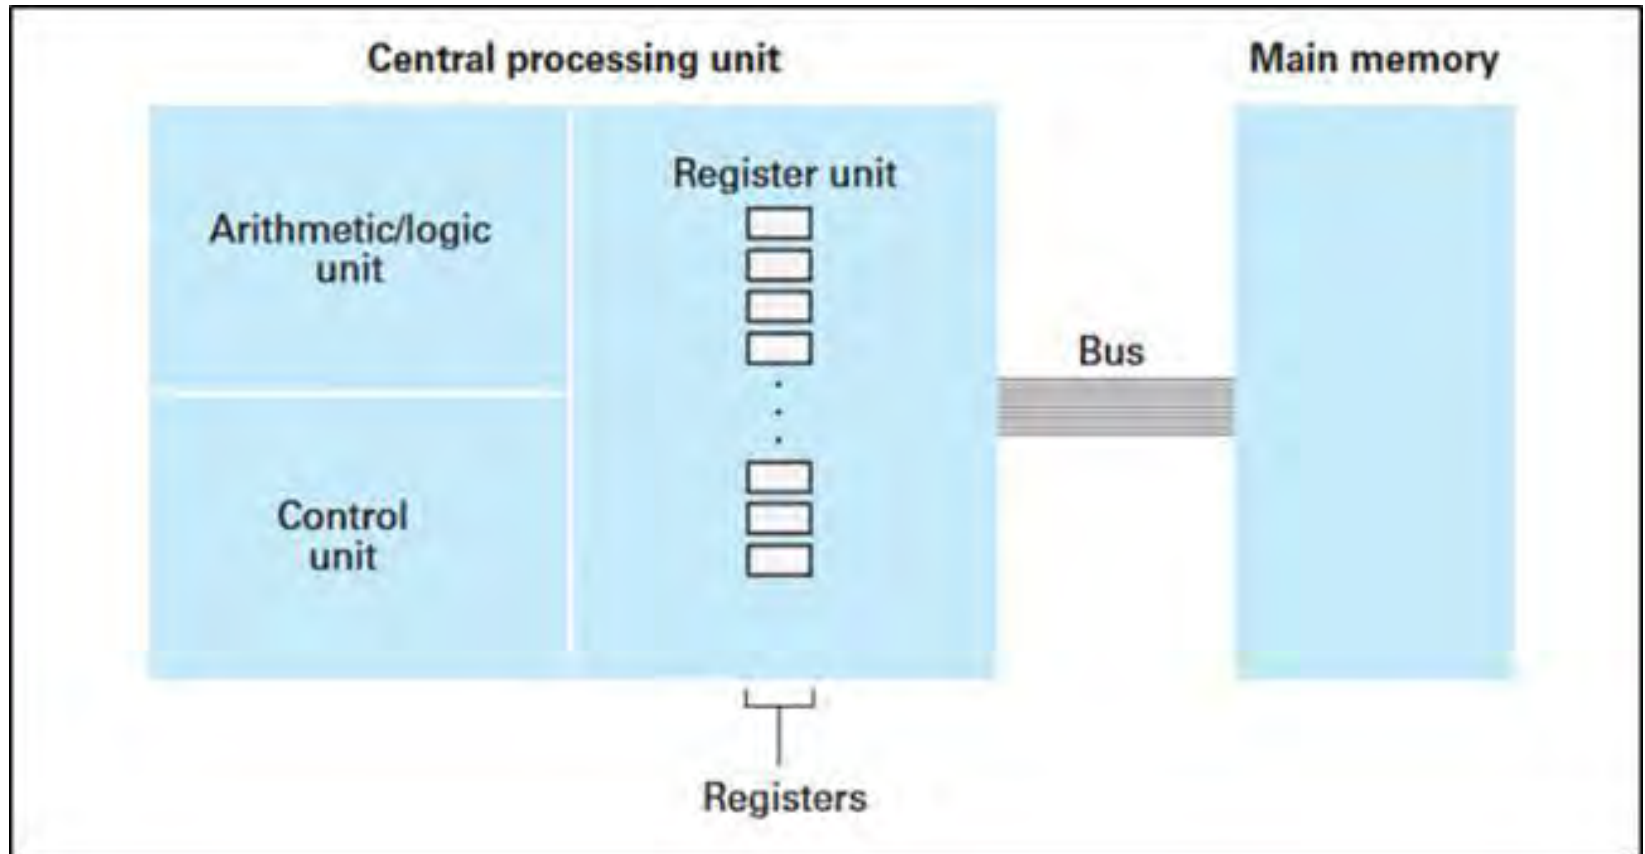 Central processing unit
Main memory
Register unit
Arithmetic/logic
unit
Bus
Control
unit
Registers